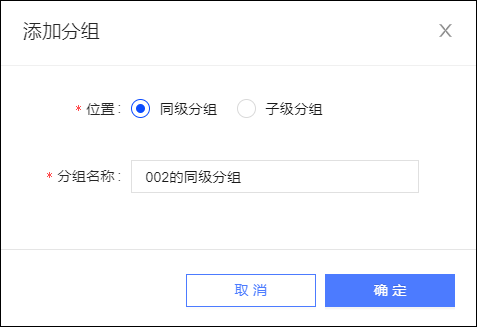 添加分组
* 位置 : 同级分组 子级分组
* 分组名称 : 002的同级分组
取 消 确 定